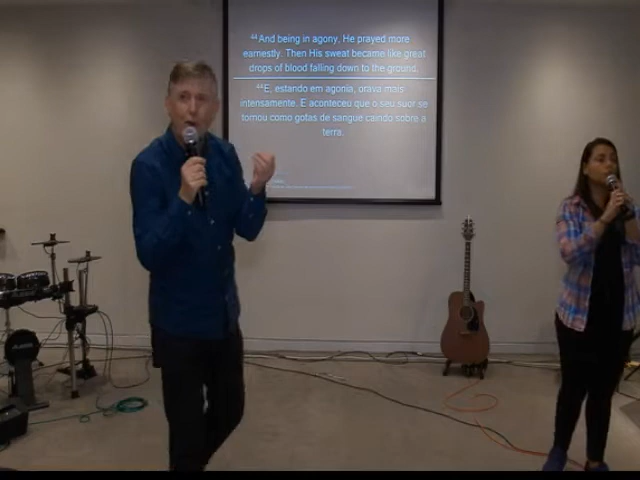 44And being in agony, He prayed more
earnestly. Then His sweat became like great
drops of blood falling down to the ground.
44E, estando em agonia, orava mais
intensamente. E aconteceu que o seu suor se
tornou como gotas de sangue caindo sobre a
terra.